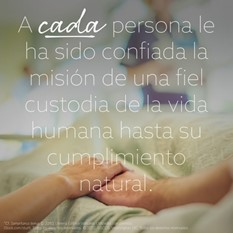 A cada persona le
ha sido confiada la
misión de una fiel
custodia de la vida
humana hasta su
cumplimiento
natural.